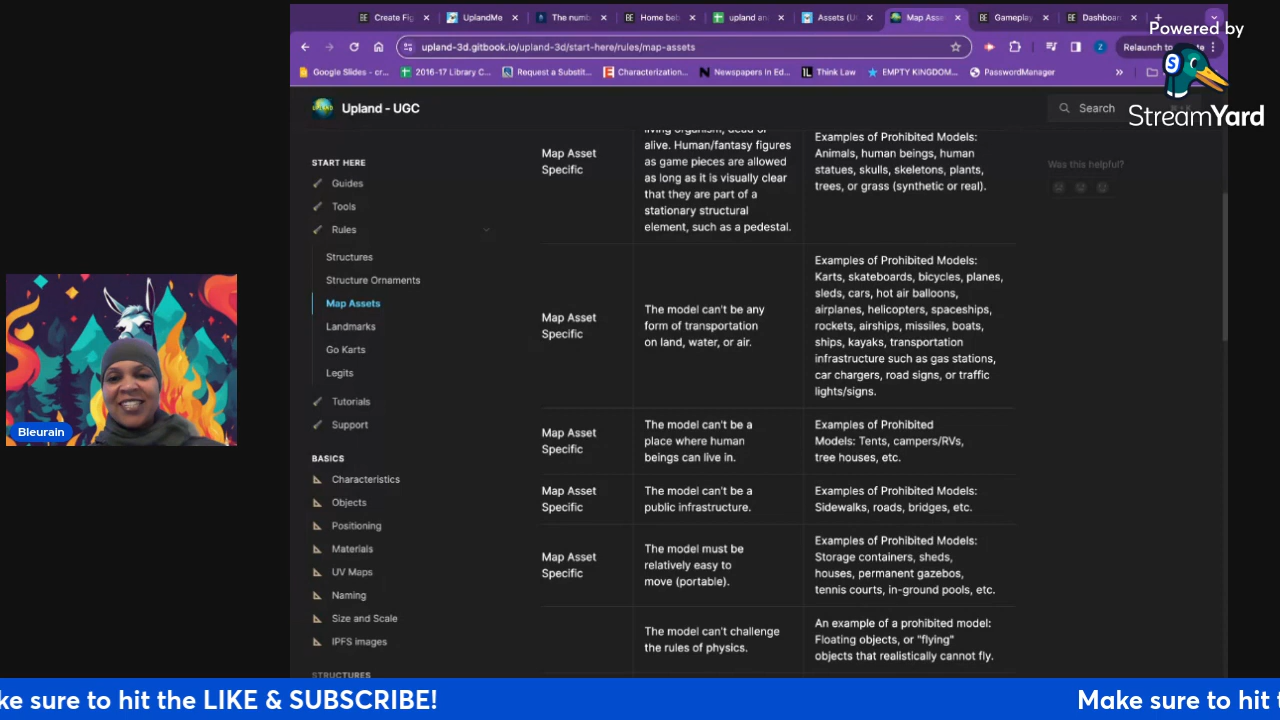 Create Fig
UplandMe
The numb
Home beb
upland an
Assets (U
Map Asse
Gameplay
Dashboar
Powered by
upland-3d.gitbook.io/upland-3d/start-here/rules/map-assets
Relaunch to
Google Slides - cr...
2016-17 Library C...
Request a Substit...
Characterization...
Newspapers In Ed...
Think Law
EMPTY KINGDOM...
PasswordManager
StreamYard
Upland - UGC
Search
START HERE
Guides
Tools
Rules
Structures
Structure Ornaments
Map Assets
Landmarks
Go Karts
Legits
Tutorials
Support
BASICS
Characteristics
Objects
Positioning
Materials
UV Maps
Naming
Size and Scale
IPFS images
STRUCTURES
Map Asset
Specific
living organism, dead or
alive. Human/fantasy figures
as game pieces are allowed
as long as it is visually clear
that they are part of a
stationary structural
element, such as a pedestal.
Examples of Prohibited Models:
Animals, human beings, human
statues, skulls, skeletons, plants,
trees, or grass (synthetic or real).
Map Asset
Specific
The model can't be any
form of transportation
on land, water, or air.
Examples of Prohibited Models:
Karts, skateboards, bicycles, planes,
sleds, cars, hot air balloons,
airplanes, helicopters, spaceships,
rockets, airships, missiles, boats,
ships, kayaks, transportation
infrastructure such as gas stations,
car chargers, road signs, or traffic
lights/signs.
Map Asset
Specific
The model can't be a
place where human
beings can live in.
Examples of Prohibited
Models: Tents, campers/RVs,
tree houses, etc.
Map Asset
Specific
The model can't be a
public infrastructure.
Examples of Prohibited Models:
Sidewalks, roads, bridges, etc.
Map Asset
Specific
The model must be
relatively easy to
move (portable).
Examples of Prohibited Models:
Storage containers, sheds,
houses, permanent gazebos,
tennis courts, in-ground pools, etc.
The model can't challenge
the rules of physics.
An example of a prohibited model:
Floating objects, or "flying"
objects that realistically cannot fly.
Was this helpful?
Bleurain
ke sure to hit the LIKE & SUBSCRIBE!
Make sure to hit t